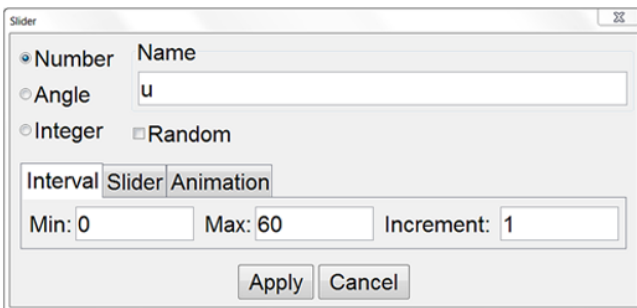 Slider
Number Name
Angle u
Integer Random
Interval Slider Animation
Min: 0 Max: 60 Increment: 1
Apply Cancel